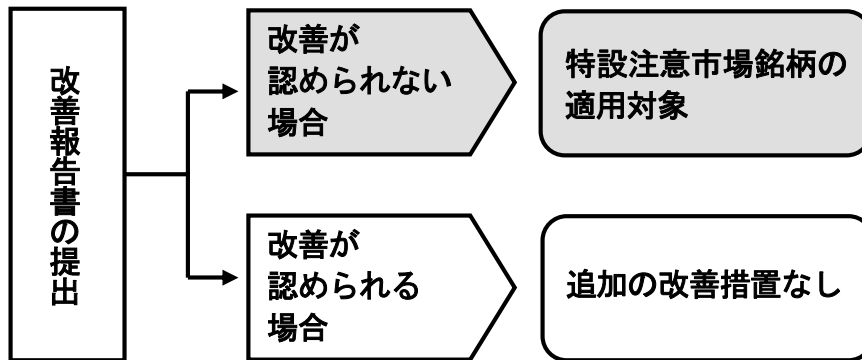 改善報告書の提出
改善が
認められない
場合
特設注意市場銘柄の
適用対象
改善が
認められる
場合
追加の改善措置なし